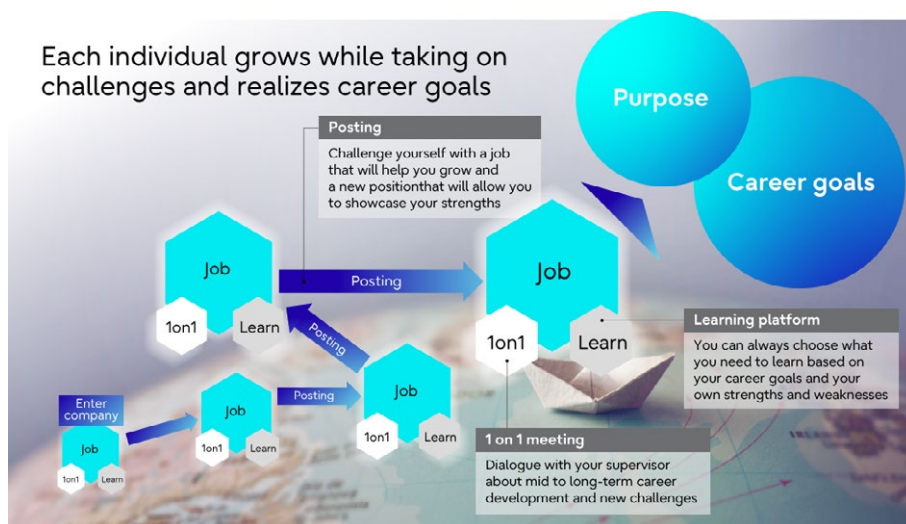 Each individual grows while taking on
challenges and realizes career goals
Purpose
Career goals
Posting
Challenge yourself with a job
that will help you grow and
a new positionthat will allow you
to showcase your strengths
Job
1on1
Learn
Posting
Job
1on1
Learn
Posting
Learning platform
You can always choose what
you need to learn based on
your career goals and your
own strengths and weaknesses
Enter
company
Job
1on1
Learn
Job
1on1
Learn
Posting
Job
1on1
Learn
1 on 1 meeting
Dialogue with your supervisor
about mid to long-term career
development and new challenges